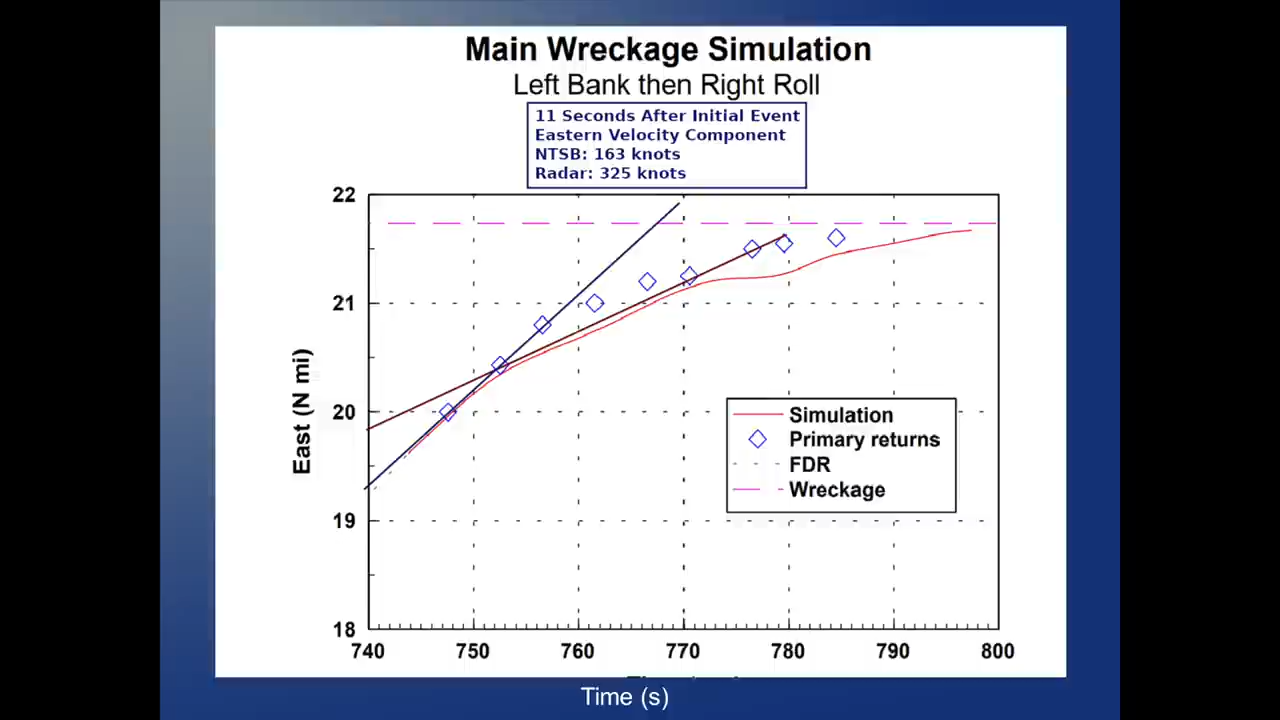 Main Wreckage Simulation
Left Bank then Right Roll
11 Seconds After Initial Event
Eastern Velocity Component
NTSB: 163 knots
Radar: 325 knots
22
21
20
19
18
East (N mi)
Simulation
Primary returns
FDR
Wreckage
740 750 760 770 780 790 800
Time (s)